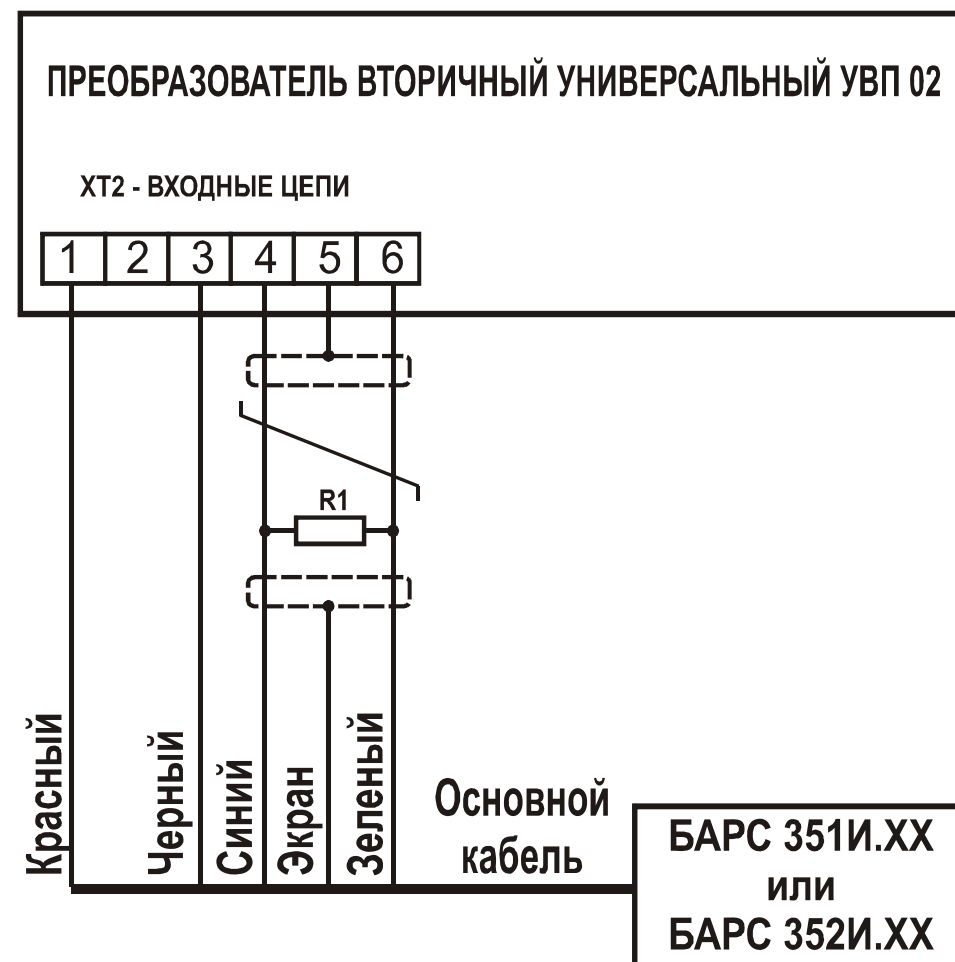 ПРЕОБРАЗОВАТЕЛЬ ВТОРИЧНЫЙ УНИВЕРСАЛЬНЫЙ УВП 02
ХТ2 - ВХОДНЫЕ ЦЕПИ
1 2 3 4 5 6
R1
Красный
Черный
Синий
Экран
Зеленый
Основной
кабель
БАРС 351И.ХХ
или
БАРС 352И.ХХ